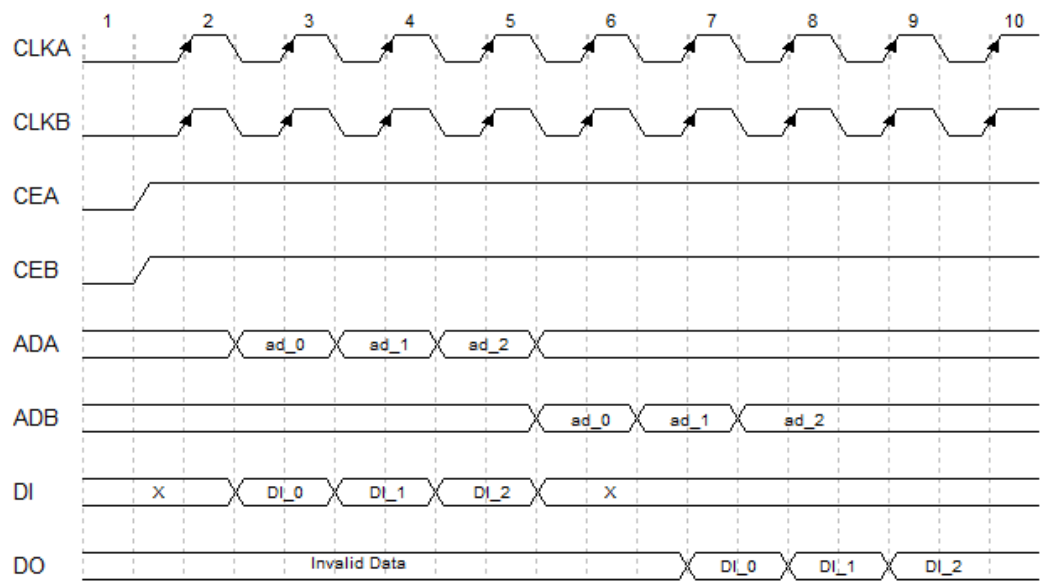 1 2 3 4 5 6 7 8 9 10
CLKA
CLKB
CEA
CEB
ADA ad_0 ad_1 ad_2
ADB ad_0 ad_1 ad_2
DI X DI_0 DI_1 DI_2 X
DO Invalid Data DI_0 DI_1 DI_2